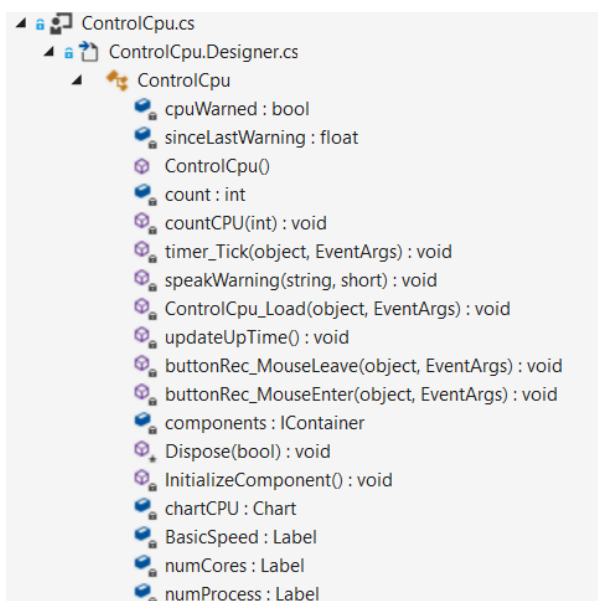 ControlCpu.cs
ControlCpu.Designer.cs
ControlCpu
cpuWarned : bool
sinceLastWarning : float
ControlCpu()
count : int
countCPU(int) : void
timer_Tick(object, EventArgs) : void
speakWarning(string, short) : void
ControlCpu_Load(object, EventArgs) : void
updateUpTime() : void
buttonRec_MouseLeave(object, EventArgs) : void
buttonRec_MouseEnter(object, EventArgs) : void
components : IContainer
Dispose(bool) : void
InitializeComponent() : void
chartCPU : Chart
BasicSpeed : Label
numCores : Label
numProcess : Label